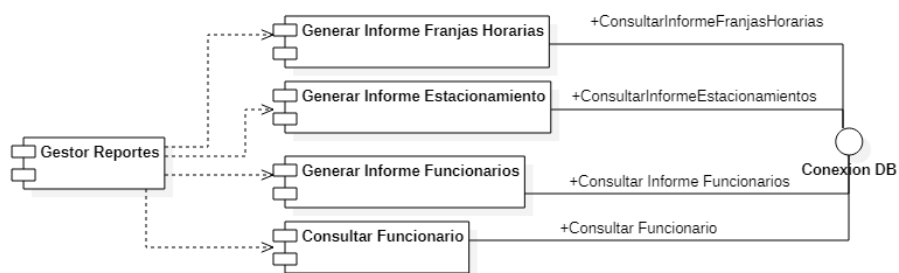 Generar Informe Franjas Horarias
+ConsultarInformeFranjasHorarias
Generar Informe Estacionamiento
+ConsultarInformeEstacionamientos
Gestor Reportes
Conexion DB
Generar Informe Funcionarios
+Consultar Informe Funcionarios
Consultar Funcionario
+Consultar Funcionario